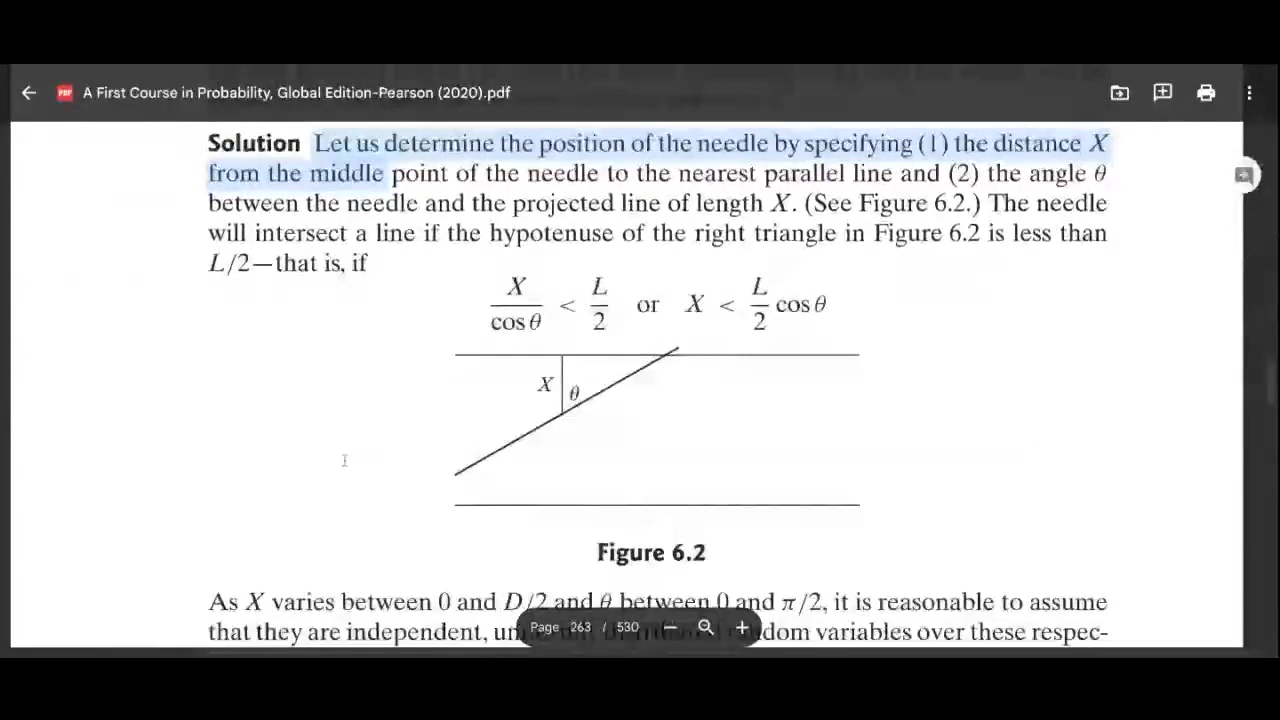 A First Course in Probability, Global Edition-Pearson (2020).pdf
Solution Let us determine the position of the needle by specifying (1) the distance X
from the middle point of the needle to the nearest parallel line and (2) the angle θ
between the needle and the projected line of length X. (See Figure 6.2.) The needle
will intersect a line if the hypotenuse of the right triangle in Figure 6.2 is less than
L/2—that is, if
X/cos θ < L/2 or X < L/2 cos θ
X θ
Figure 6.2
As X varies between 0 and D/2 and θ between 0 and π/2, it is reasonable to assume
that they are independent, variables over these respec-
Page 263 / 530